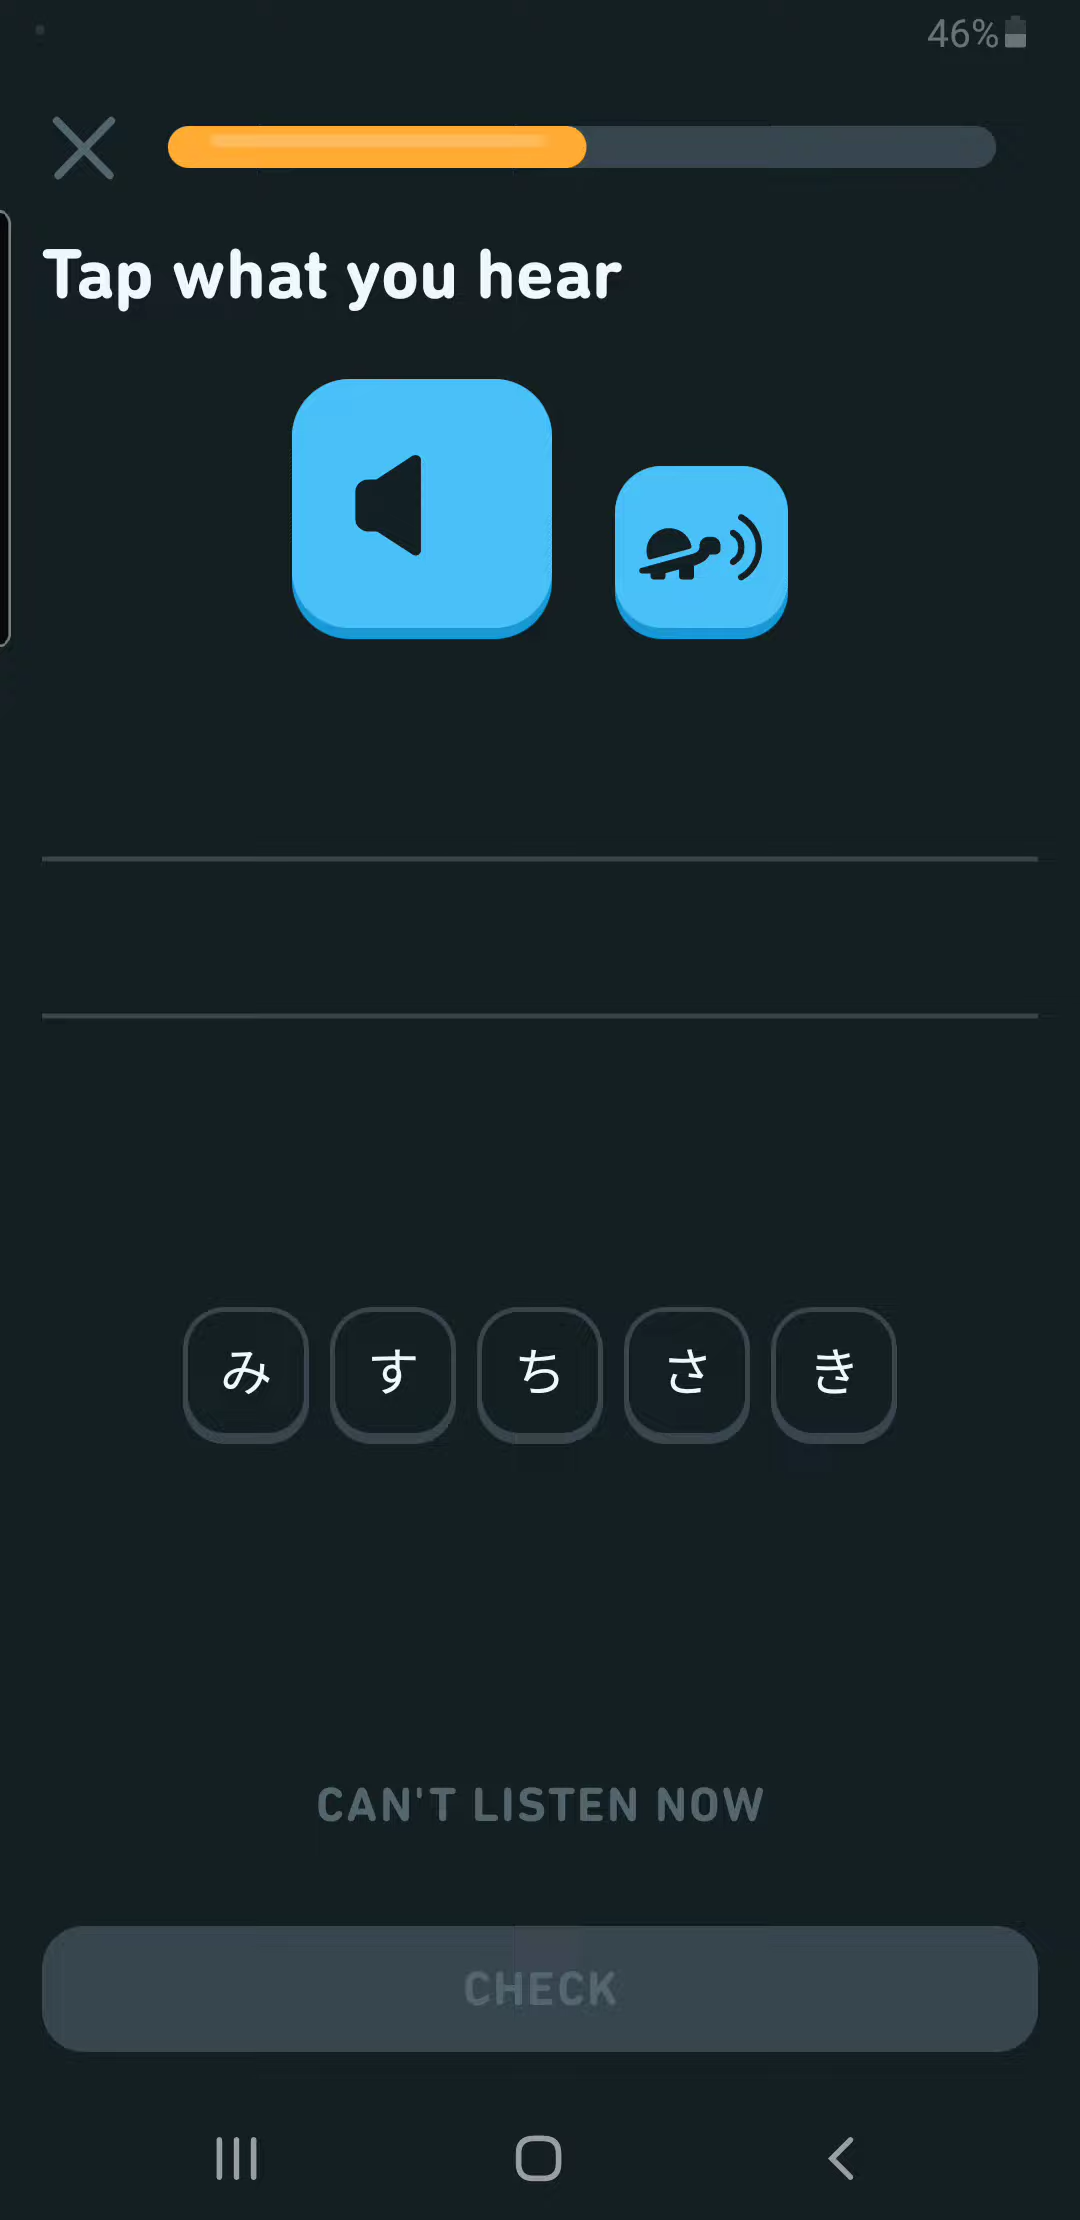 46%
Tap what you hear
み す ち さ き
CAN'T LISTEN NOW
CHECK